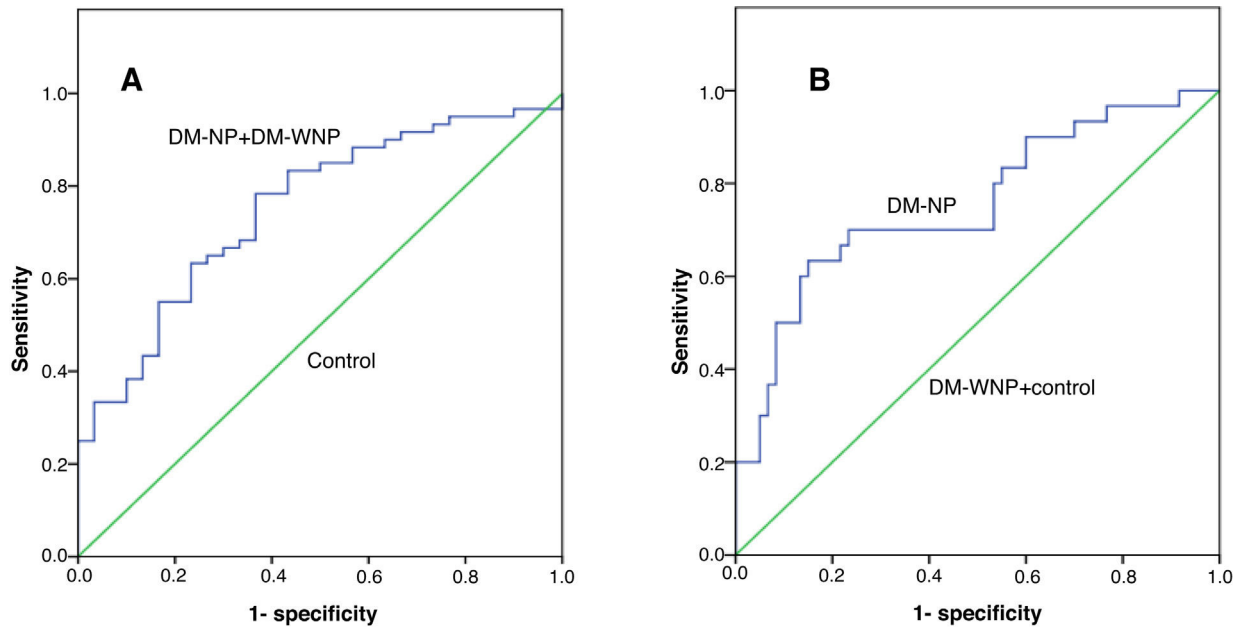 A
1.0
DM-NP+DM-WNP
0.8
0.6
Sensitivity
0.4
Control
0.2
0.0
0.0 0.2 0.4 0.6 0.8 1.0
1- specificity
B
1.0
0.8
DM-NP
0.6
Sensitivity
0.4
DM-WNP+control
0.2
0.0
0.0 0.2 0.4 0.6 0.8 1.0
1- specificity